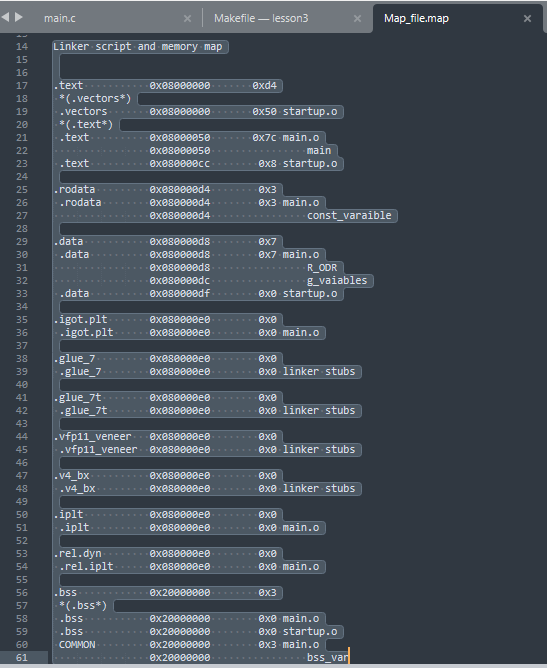 main.c
Makefile — lesson3
Map_file.map
14 Linker script and memory map
15
16
17 .text 0x08000000 0xd4
18 *(.vectors*)
19 .vectors 0x08000000 0x50 startup.o
20 *(.text*)
21 .text 0x08000050 0x7c main.o
22 0x08000050 main
23 .text 0x080000cc 0x8 startup.o
24
25 .rodata 0x080000d4 0x3
26 .rodata 0x080000d4 0x3 main.o
27 0x080000d4 const_varaible
28
29 .data 0x080000d8 0x7
30 .data 0x080000d8 0x7 main.o
31 0x080000d8 R_ODR
32 0x080000dc g_vaiables
33 .data 0x080000df 0x0 startup.o
34
35 .igot.plt 0x080000e0 0x0
36 .igot.plt 0x080000e0 0x0 main.o
37
38 .glue_7 0x080000e0 0x0
39 .glue_7 0x080000e0 0x0 linker stubs
40
41 .glue_7t 0x080000e0 0x0
42 .glue_7t 0x080000e0 0x0 linker stubs
43
44 .vfp11_veneer 0x080000e0 0x0
45 .vfp11_veneer 0x080000e0 0x0 linker stubs
46
47 .v4_bx 0x080000e0 0x0
48 .v4_bx 0x080000e0 0x0 linker stubs
49
50 .iplt 0x080000e0 0x0
51 .iplt 0x080000e0 0x0 main.o
52
53 .rel.dyn 0x080000e0 0x0
54 .rel.iplt 0x080000e0 0x0 main.o
55
56 .bss 0x20000000 0x3
57 *(.bss*)
58 .bss 0x20000000 0x0 main.o
59 .bss 0x20000000 0x0 startup.o
60 COMMON 0x20000000 0x3 main.o
61 0x20000000 bss_var